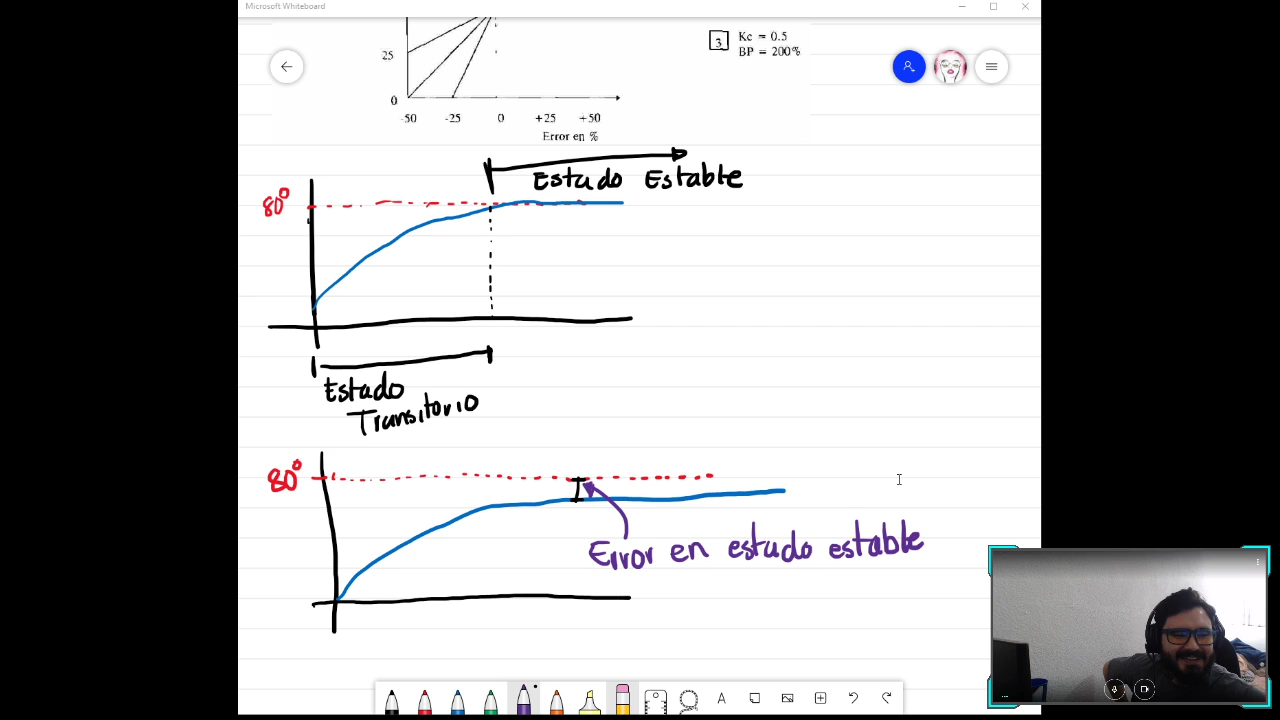 Microsoft Whiteboard
25
0
-50 -25 0 +25 +50
Error en %
3 Kc = 0.5
BP = 200%
Estado Estable
80°
Estado
Transitorio
80°
Error en estado estable
A